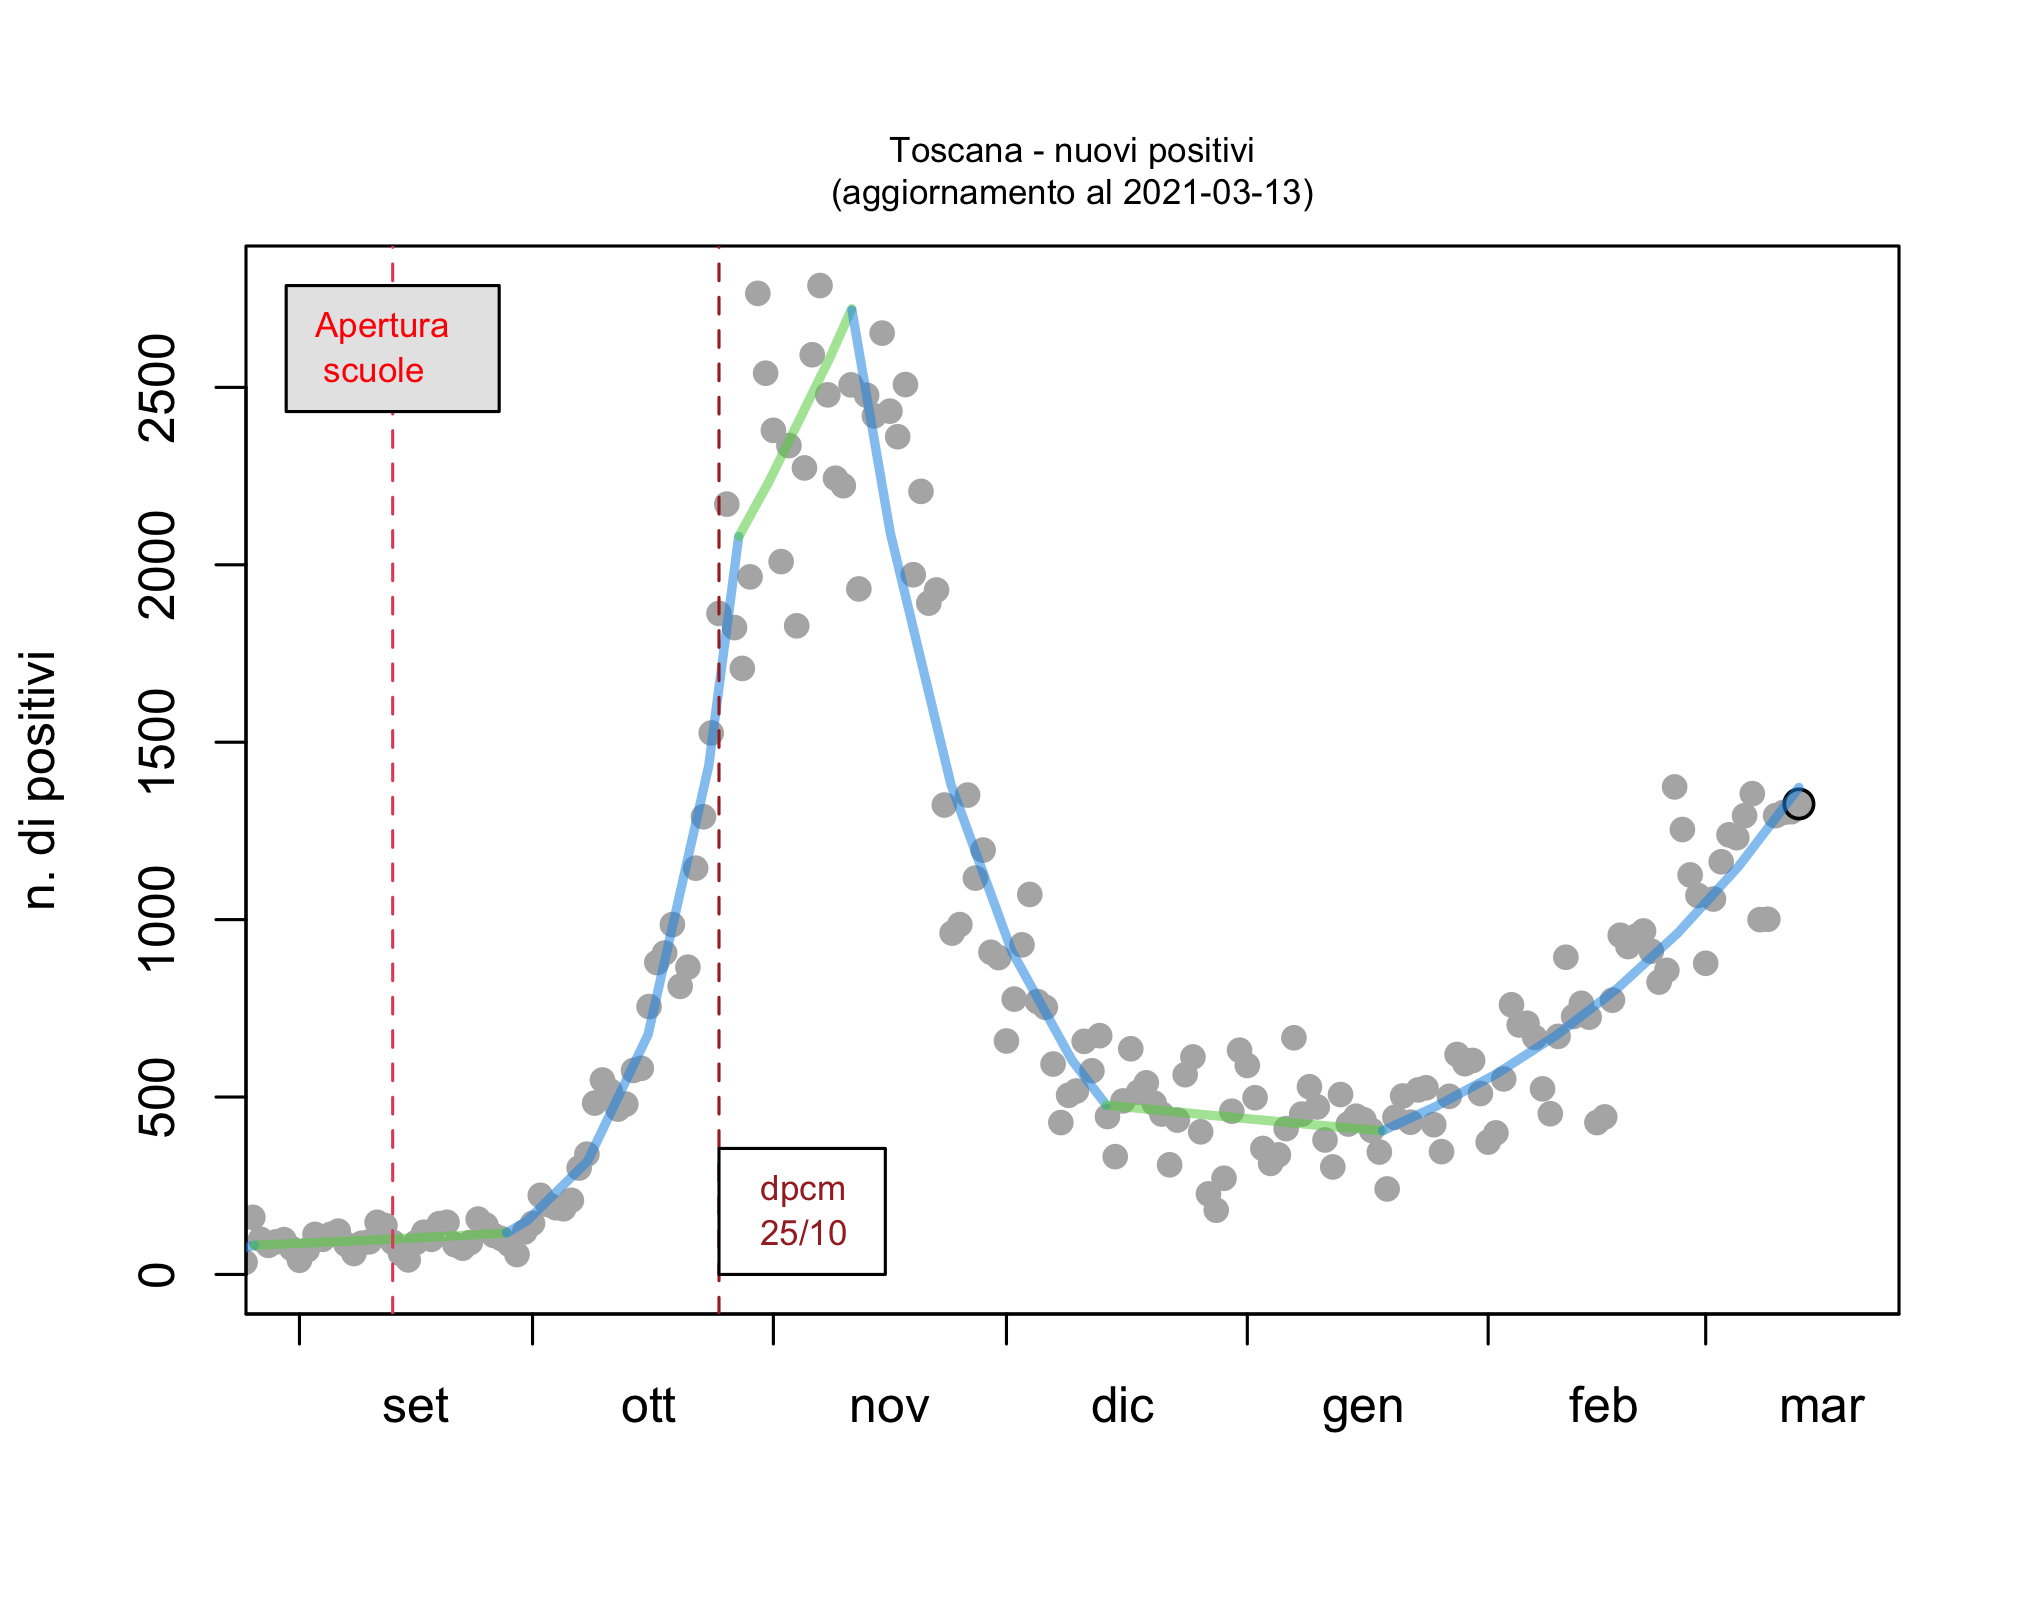 Toscana - nuovi positivi
(aggiornamento al 2021-03-13)
Apertura
scuole
n. di positivi
2500
2000
1500
1000
500
0
dpcm
25/10
set ott nov dic gen feb mar